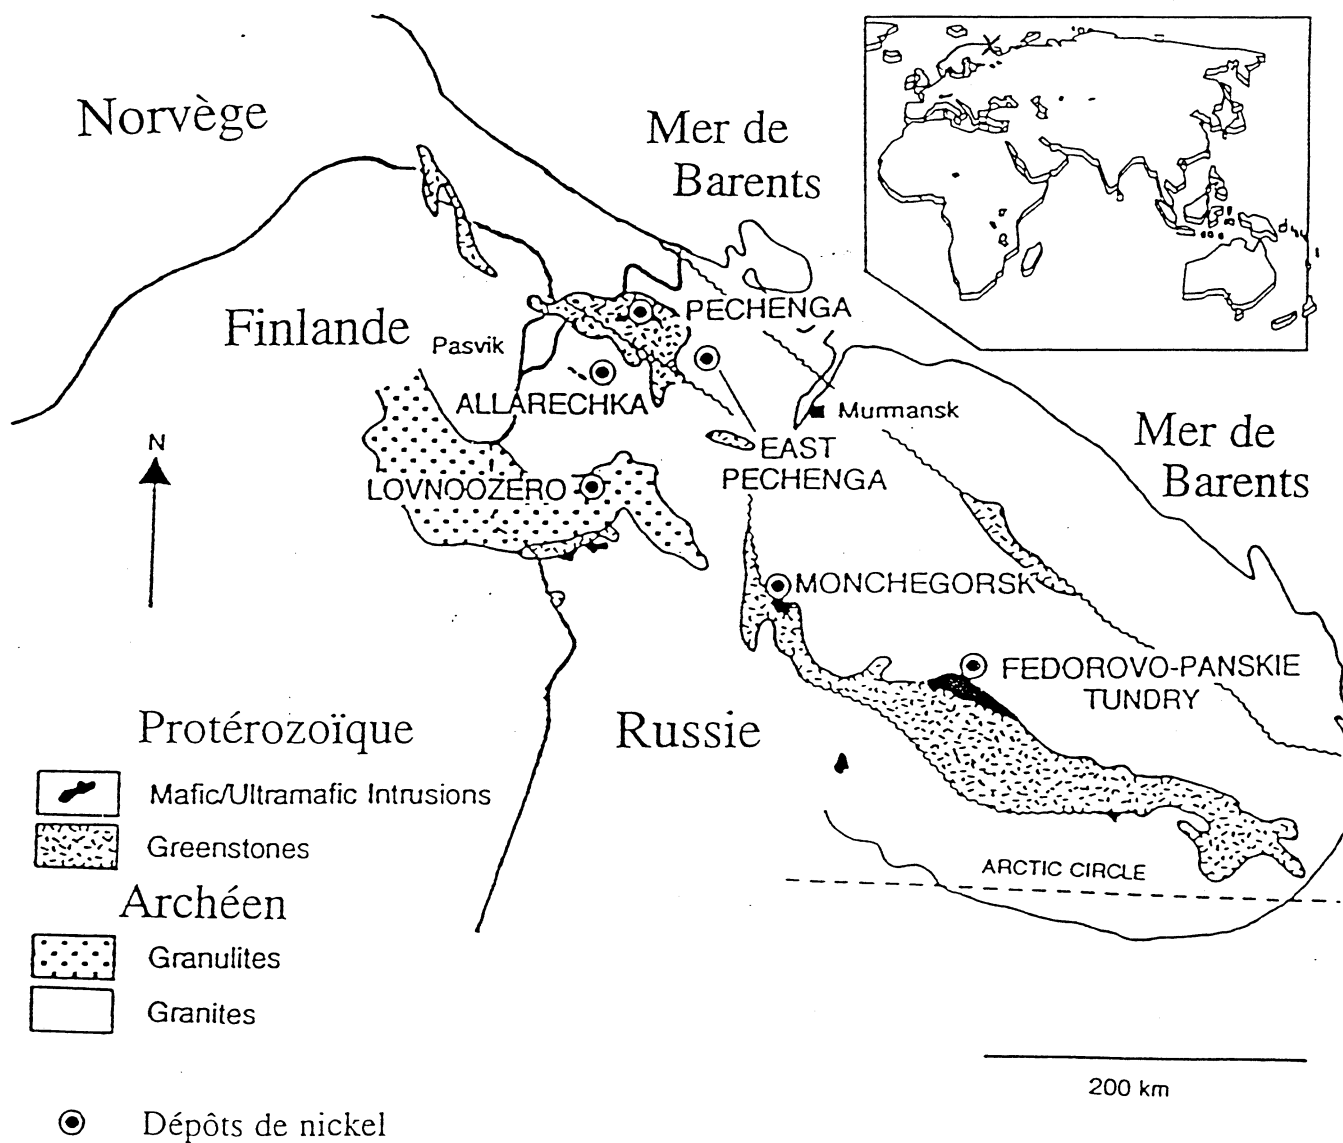 Norvège
Mer de
Barents
Finlande
Pasvik
PECHENGA
ALLARECHKA
Murmansk
EAST
PECHENGA
Mer de
Barents
N
LOVNOOZERO
MONCHEGORSK
FEDOROVO-PANSKIE
TUNDRY
Russie
ARCTIC CIRCLE
Protérozoïque
Mafic/Ultramafic Intrusions
Greenstones
Archéen
Granulites
Granites
200 km
Dépôts de nickel